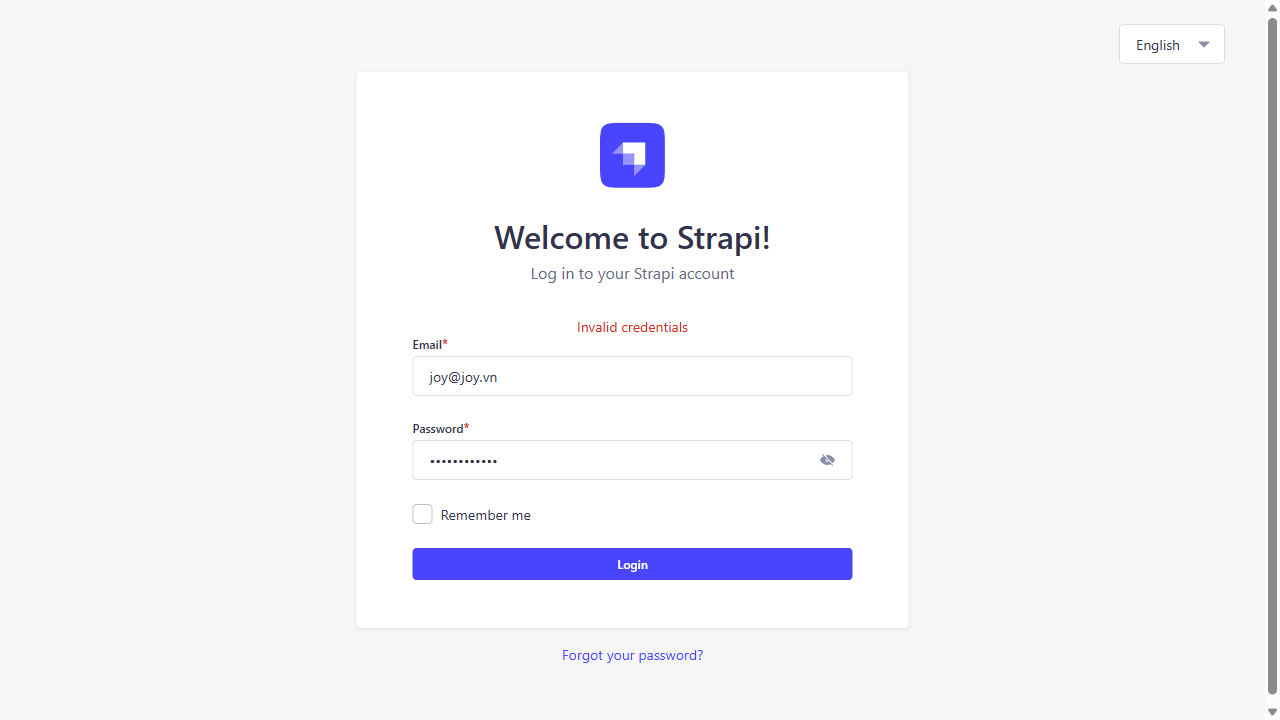 English
Welcome to Strapi!
Log in to your Strapi account
Invalid credentials
Email*
joy@joy.vn
Password*
••••••••••••
Remember me
Login
Forgot your password?